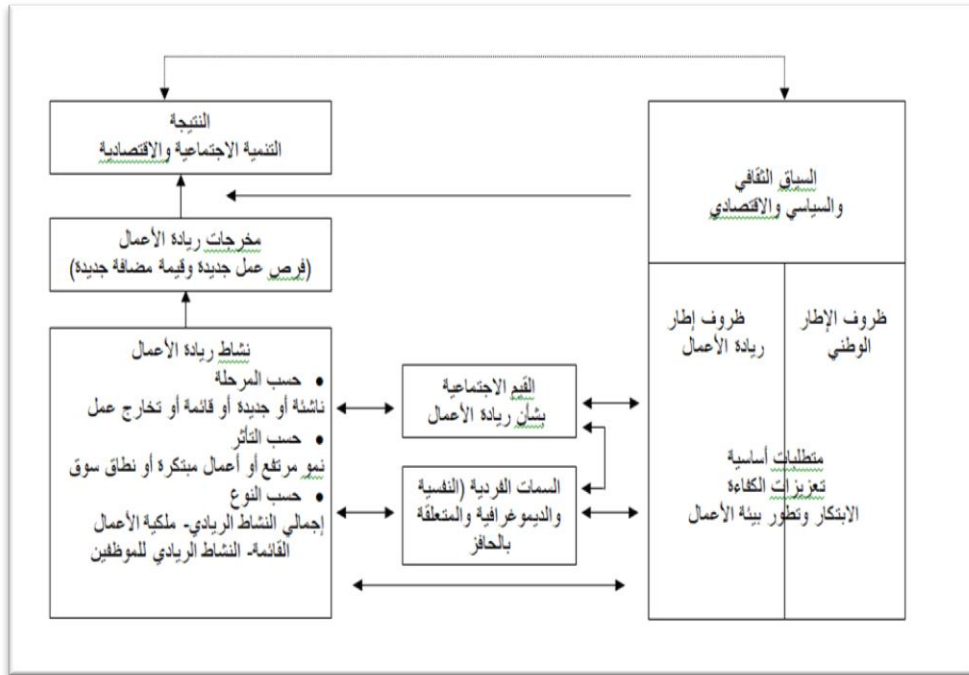 السياق الثقافي
والسياسي والاقتصادي
ظروف الإطار
الوطني
ظروف إطار
ريادة الأعمال
متطلبات أساسية
تعزيزات الكفاءة
الابتكار وتطور بيئة الأعمال
القيم الاجتماعية
بشأن ريادة الأعمال
السمات الفردية (النفسية
والديموغرافية والمتعلقة
بالحافز
النتيجة
التنمية الاجتماعية والاقتصادية
مخرجات ريادة الأعمال
(فرص عمل جديدة وقيمة مضافة جديدة)
نشاط ريادة الأعمال
• حسب المرحلة
ناشئة أو جديدة أو قائمة أو تخارج عمل
• حسب التأثر
نمو مرتفع أو أعمال مبتكرة أو نطاق سوق
• حسب النوع
إجمالي النشاط الريادي- ملكية الأعمال
القائمة- النشاط الريادي للموظفين